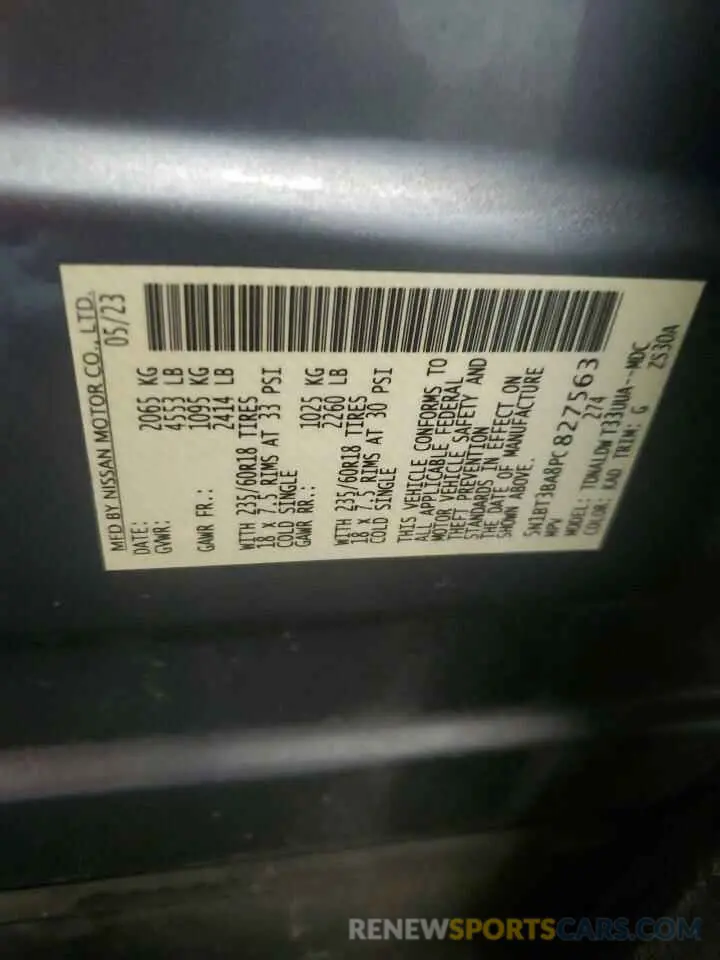 MFD BY NISSAN MOTOR CO., LTD.
DATE: 05/23
GVWR: 2065 KG
4553 LB
GAWR FR.: 1095 KG
2414 LB
WITH 235/60R18 TIRES
18 X 7.5 RIMS AT 33 PSI
COLD SINGLE
GAWR RR.: 1025 KG
2260 LB
WITH 235/60R18 TIRES
18 X 7.5 RIMS AT 30 PSI
COLD SINGLE
THIS VEHICLE CONFORMS TO
ALL APPLICABLE FEDERAL
MOTOR VEHICLE SAFETY AND
THEFT PREVENTION
STANDARDS IN EFFECT ON
THE DATE OF MANUFACTURE
SHOWN ABOVE.
5N1BT3BA8PC827563
MPV 274
MODEL: TDNALDWT33UUA--MDC
COLOR: KAD TRIM: G ZS30A
RENEWSPORTSCARS.COM